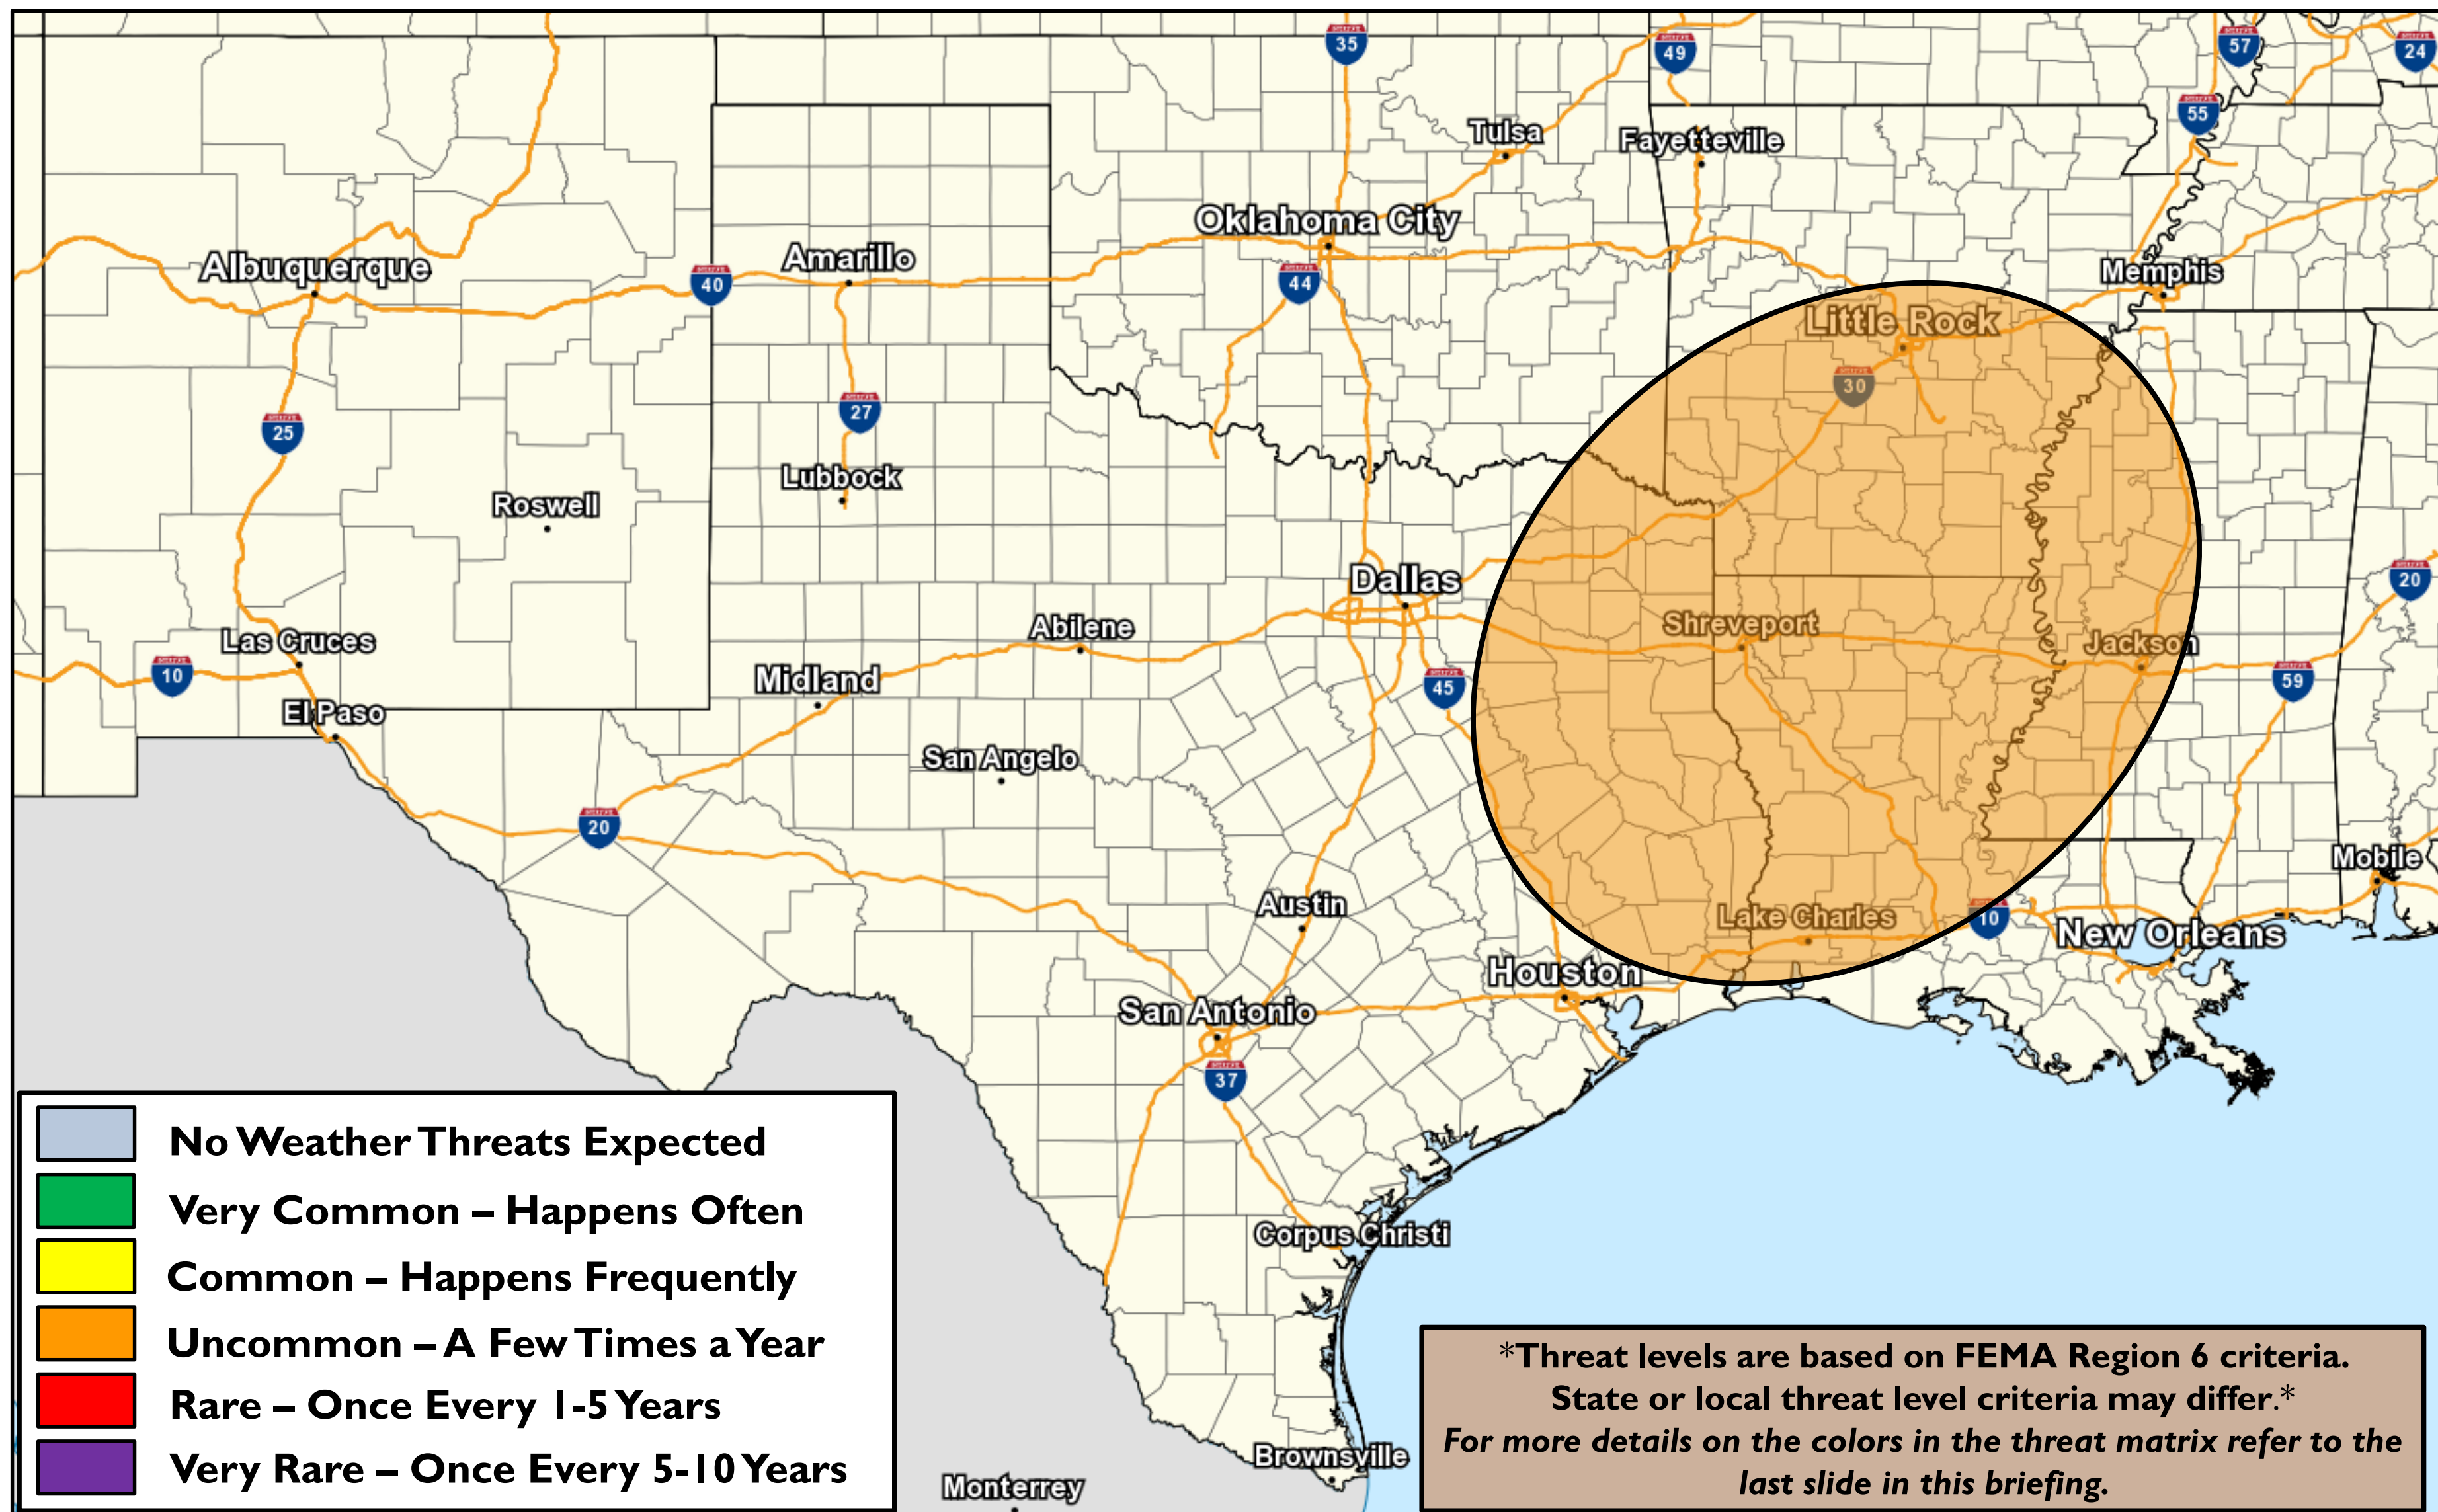 35
49
57
24
55
Tulsa
Fayetteville
Oklahoma City
Albuquerque
Amarillo
40
44
Memphis
Little Rock
30
25
27
Lubbock
Roswell
Dallas
20
Shreveport
Abilene
Las Cruces
Jackson
10
Midland
45
59
El Paso
San Angelo
20
Mobile
Austin
Lake Charles
10
New Orleans
Houston
San Antonio
37
Corpus Christi
Brownsville
Monterrey
No Weather Threats Expected
Very Common – Happens Often
Common – Happens Frequently
Uncommon – A Few Times a Year
Rare – Once Every 1-5 Years
Very Rare – Once Every 5-10 Years
*Threat levels are based on FEMA Region 6 criteria.
State or local threat level criteria may differ.*
For more details on the colors in the threat matrix refer to the
last slide in this briefing.